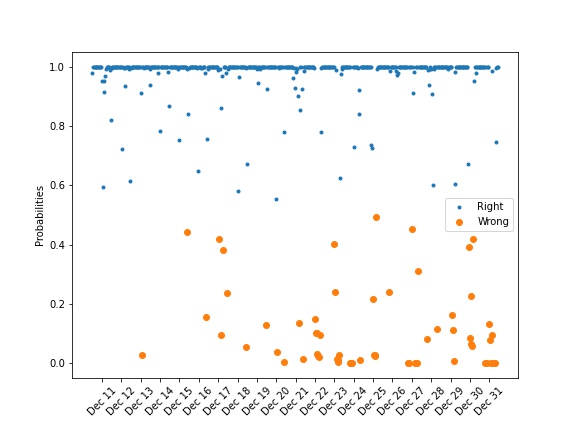 1.0
0.8
0.6
0.4
0.2
0.0
Probabilities
Right
Wrong
Dec 11
Dec 12
Dec 13
Dec 14
Dec 15
Dec 16
Dec 17
Dec 18
Dec 19
Dec 20
Dec 21
Dec 22
Dec 23
Dec 24
Dec 25
Dec 26
Dec 27
Dec 28
Dec 29
Dec 30
Dec 31